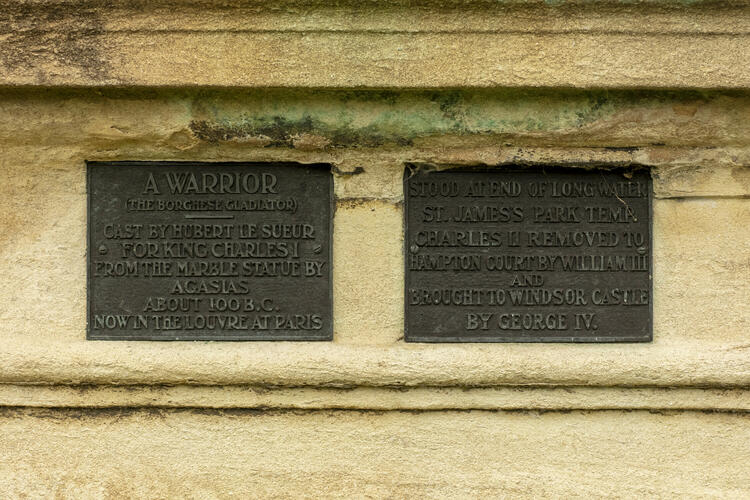 A WARRIOR
(THE BORGHESE GLADIATOR)
CAST BY HUBERT LE SUEUR
FOR KING CHARLES I
FROM THE MARBLE STATUE BY
AGASIAS
ABOUT 100 B.C.
NOW IN THE LOUVRE AT PARIS
STOOD AT END OF LONG WATER
ST. JAMES'S PARK TEMP.
CHARLES II REMOVED TO
HAMPTON COURT BY WILLIAM III
AND
BROUGHT TO WINDSOR CASTLE
BY GEORGE IV.